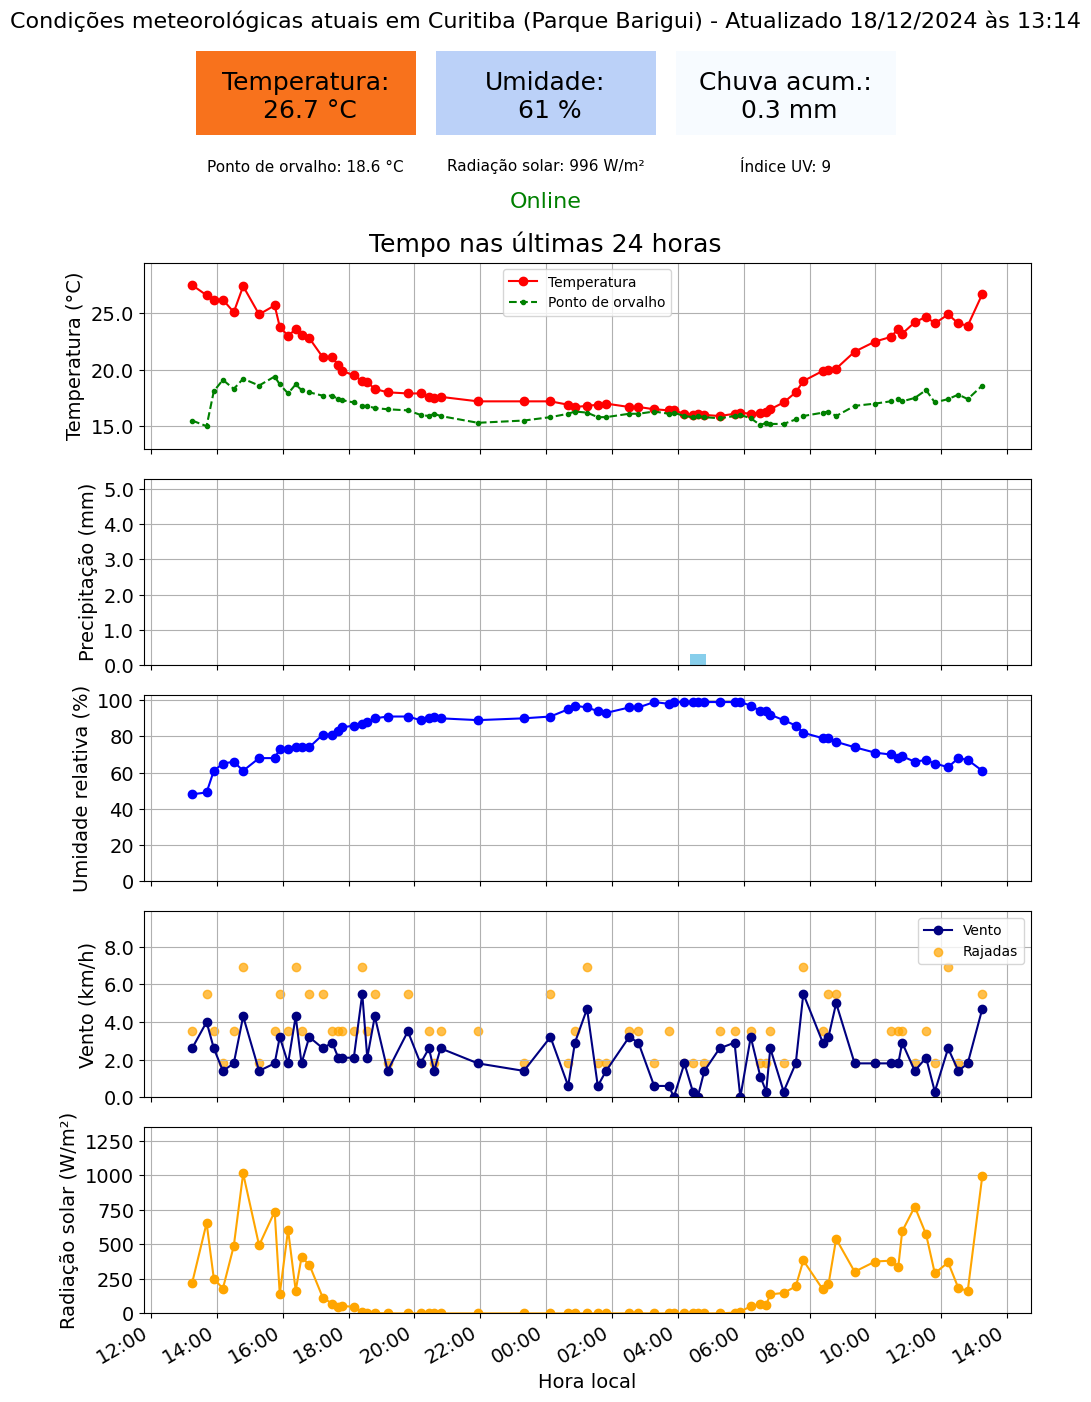 Condições meteorológicas atuais em Curitiba (Parque Barigui) - Atualizado 18/12/2024 às 13:14
Temperatura:
26.7 °C
Umidade:
61 %
Chuva acum.:
0.3 mm
Ponto de orvalho: 18.6 °C
Radiação solar: 996 W/m²
Índice UV: 9
Online
Tempo nas últimas 24 horas
Temperatura (°C)
25.0
20.0
15.0
Temperatura
Ponto de orvalho
Precipitação (mm)
5.0
4.0
3.0
2.0
1.0
0.0
Umidade relativa (%)
100
80
60
40
20
0
Vento (km/h)
8.0
6.0
4.0
2.0
0.0
Vento
Rajadas
Radiação solar (W/m²)
1250
1000
750
500
250
0
12:00
14:00
16:00
18:00
20:00
22:00
00:00
02:00
04:00
06:00
08:00
10:00
12:00
14:00
Hora local